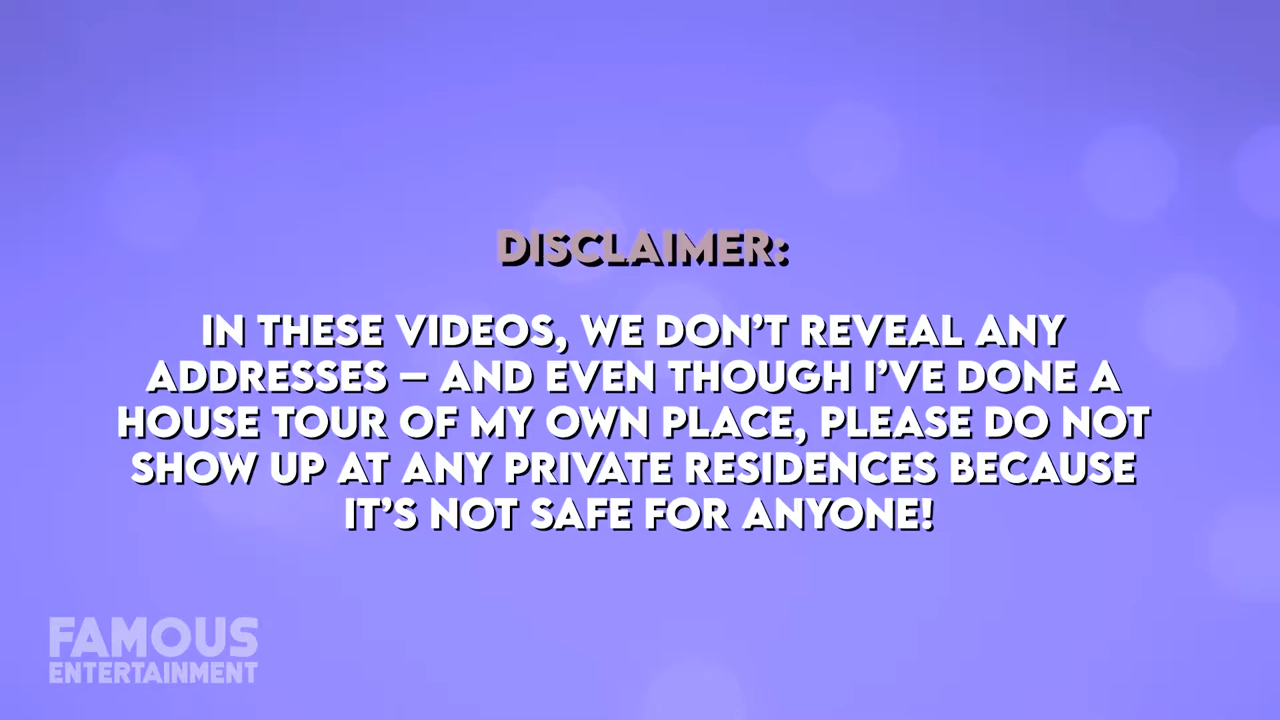 DISCLAIMER:
IN THESE VIDEOS, WE DON'T REVEAL ANY
ADDRESSES – AND EVEN THOUGH I'VE DONE A
HOUSE TOUR OF MY OWN PLACE, PLEASE DO NOT
SHOW UP AT ANY PRIVATE RESIDENCES BECAUSE
IT'S NOT SAFE FOR ANYONE!
FAMOUS
ENTERTAINMENT